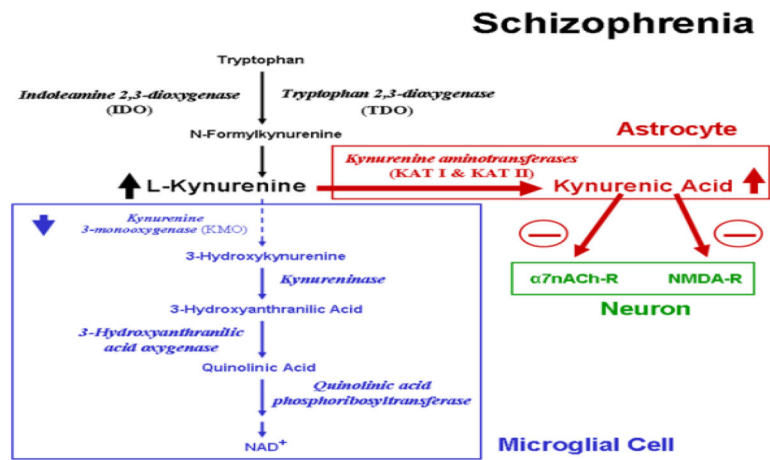 Schizophrenia
Tryptophan
Indoleamine 2,3-dioxygenase
(IDO)
Tryptophan 2,3-dioxygenase
(TDO)
N-Formylkynurenine
Astrocyte
Kynurenine aminotransferases
(KAT I & KAT II)
L-Kynurenine
Kynurenic Acid
Kynurenine
3-monooxygenase (KMO)
3-Hydroxykynurenine
α7nACh-R
NMDA-R
Kynureninase
Neuron
3-Hydroxyanthranilic Acid
3-Hydroxyanthranilic
acid oxygenase
Quinolinic Acid
Quinolinic acid
phosphoribosyltransferase
NAD⁺
Microglial Cell